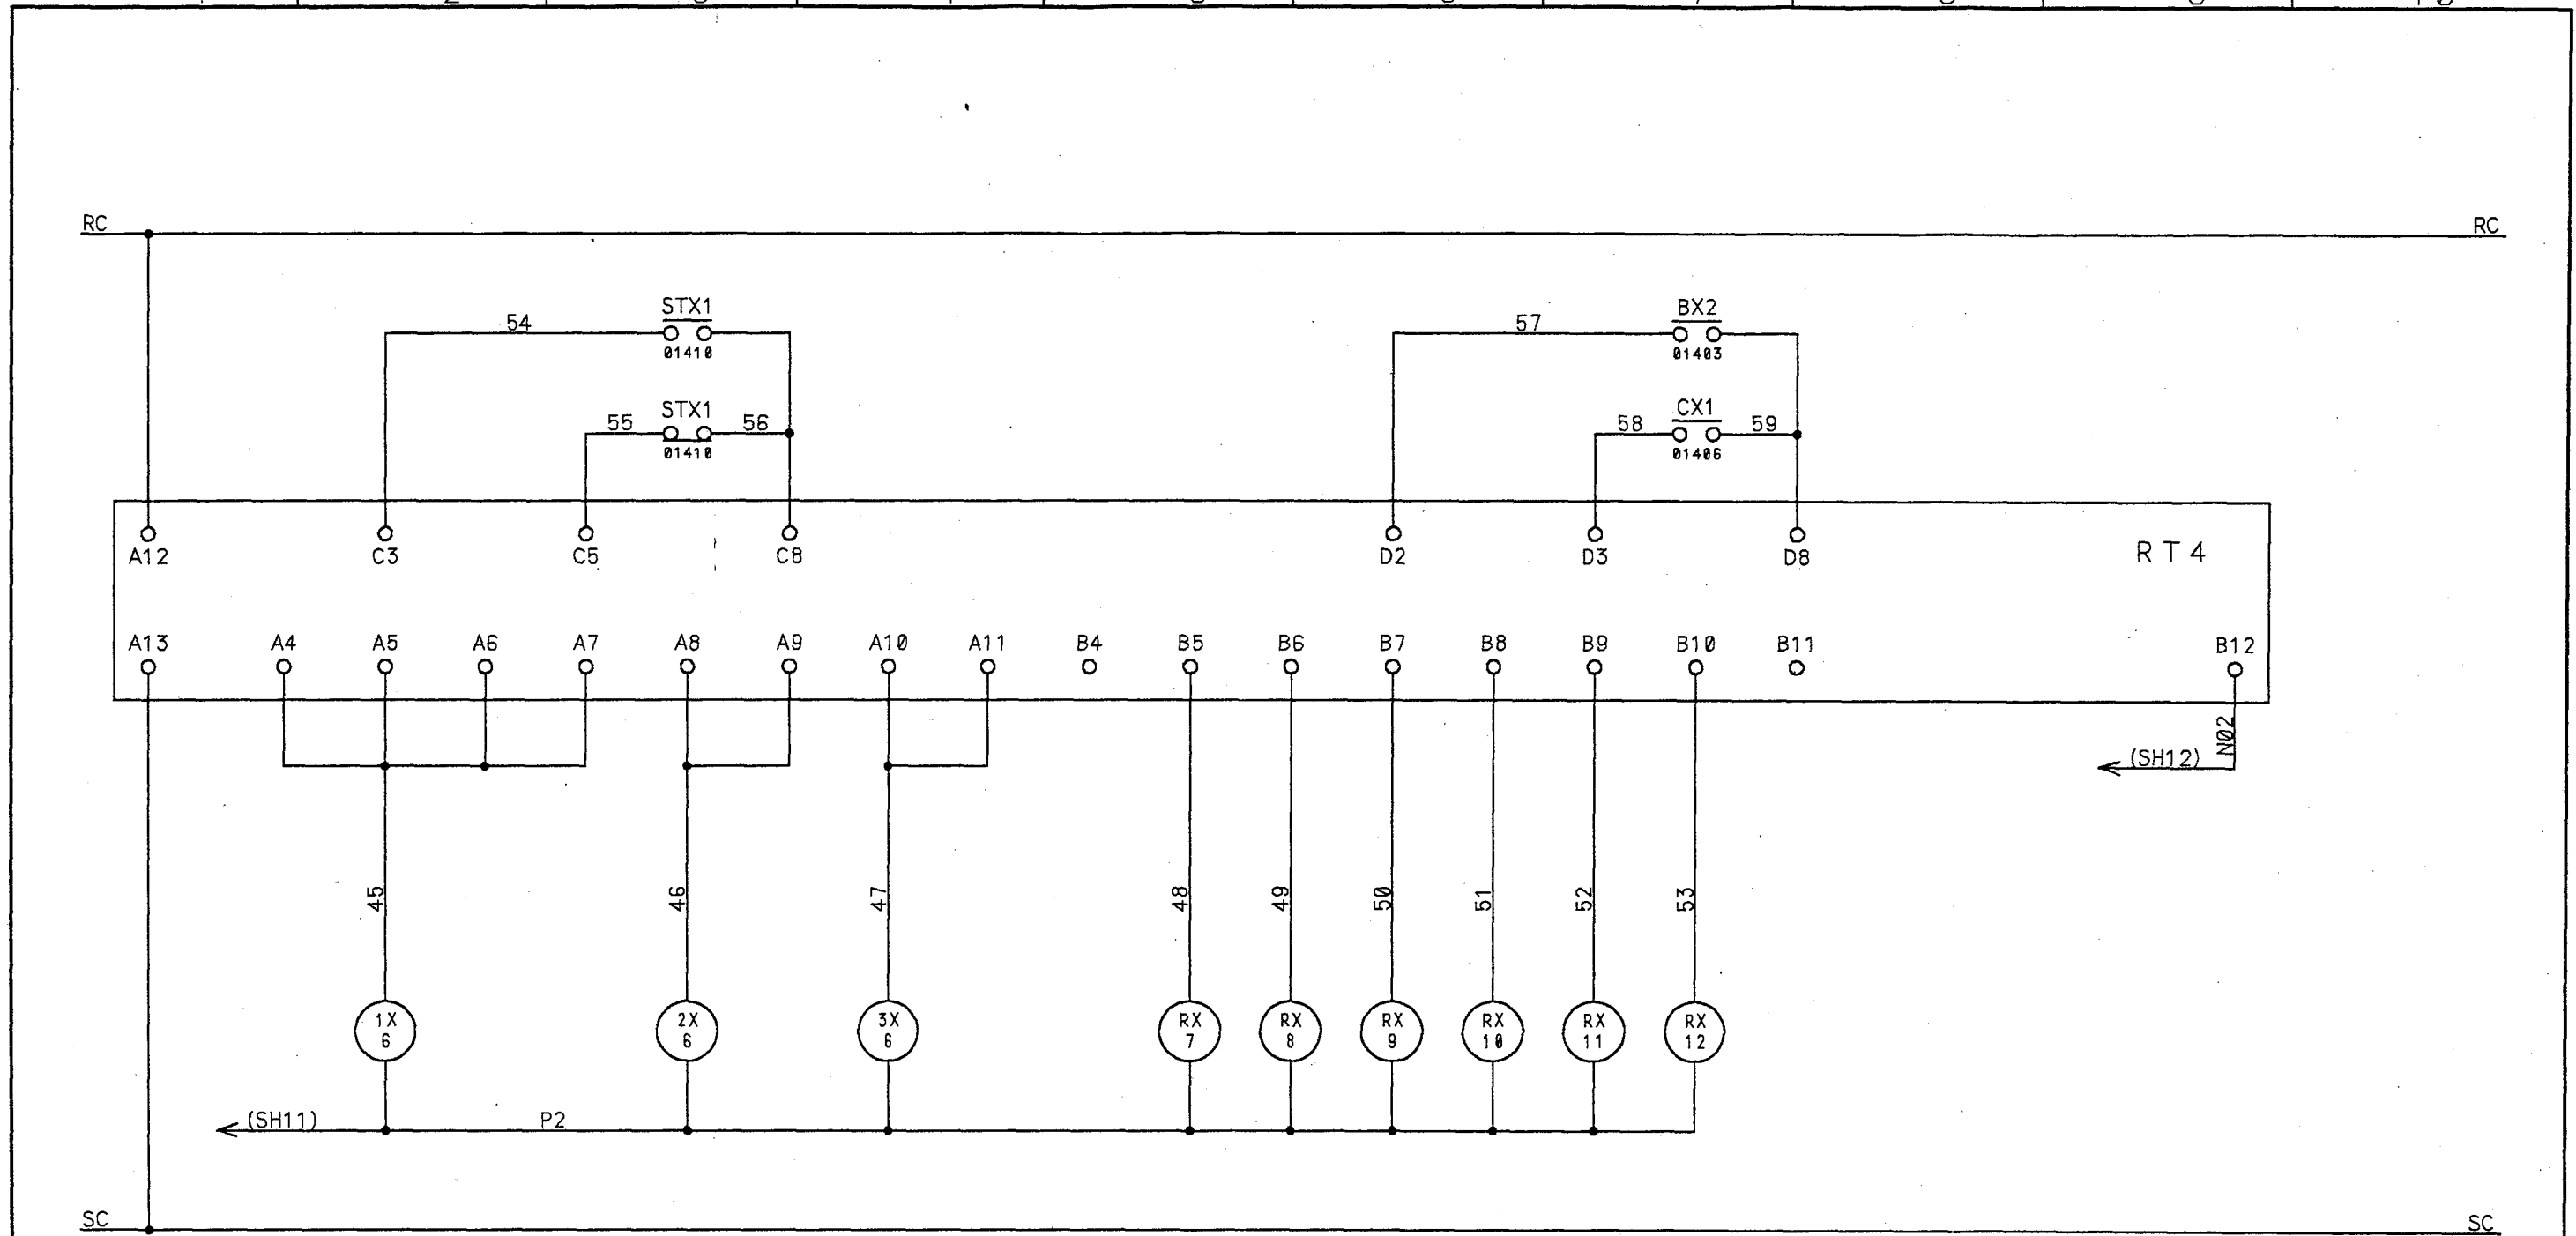 RC RC
STX1 BX2
54 57
01410 01403
STX1 CX1
55 56 58 59
01410 01406
A12 C3 C5 C8 D2 D3 D8 RT4
A13 A4 A5 A6 A7 A8 A9 A10 A11 B4 B5 B6 B7 B8 B9 B10 B11 B12
N02
(SH12)
45 46 47 48 49 50 51 52 53
1X 2X 3X RX RX RX RX RX RX
6 6 6 7 8 9 10 11 12
(SH11) P2
SC SC